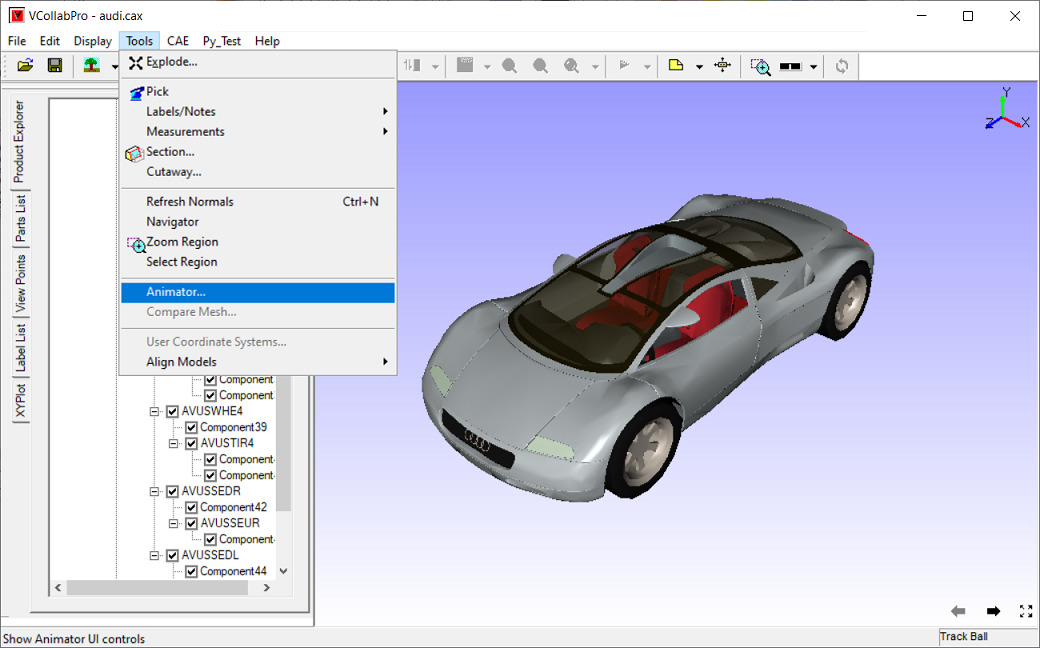 VCollabPro - audi.cax
File Edit Display Tools CAE Py_Test Help
Explode...
Pick
Labels/Notes
Measurements
Section...
Cutaway...
Refresh Normals Ctrl+N
Navigator
Zoom Region
Select Region
Animator...
Compare Mesh...
User Coordinate Systems...
Align Models
Product Explorer
Parts List
View Points
Label List
XYPlot
Component
Component
AVUSWHE4
Component39
AVUSTIR4
Component
Component
AVUSSEDR
Component42
AVUSSEUR
Component
AVUSSEDL
Component44
Y
Z
X
Show Animator UI controls
Track Ball